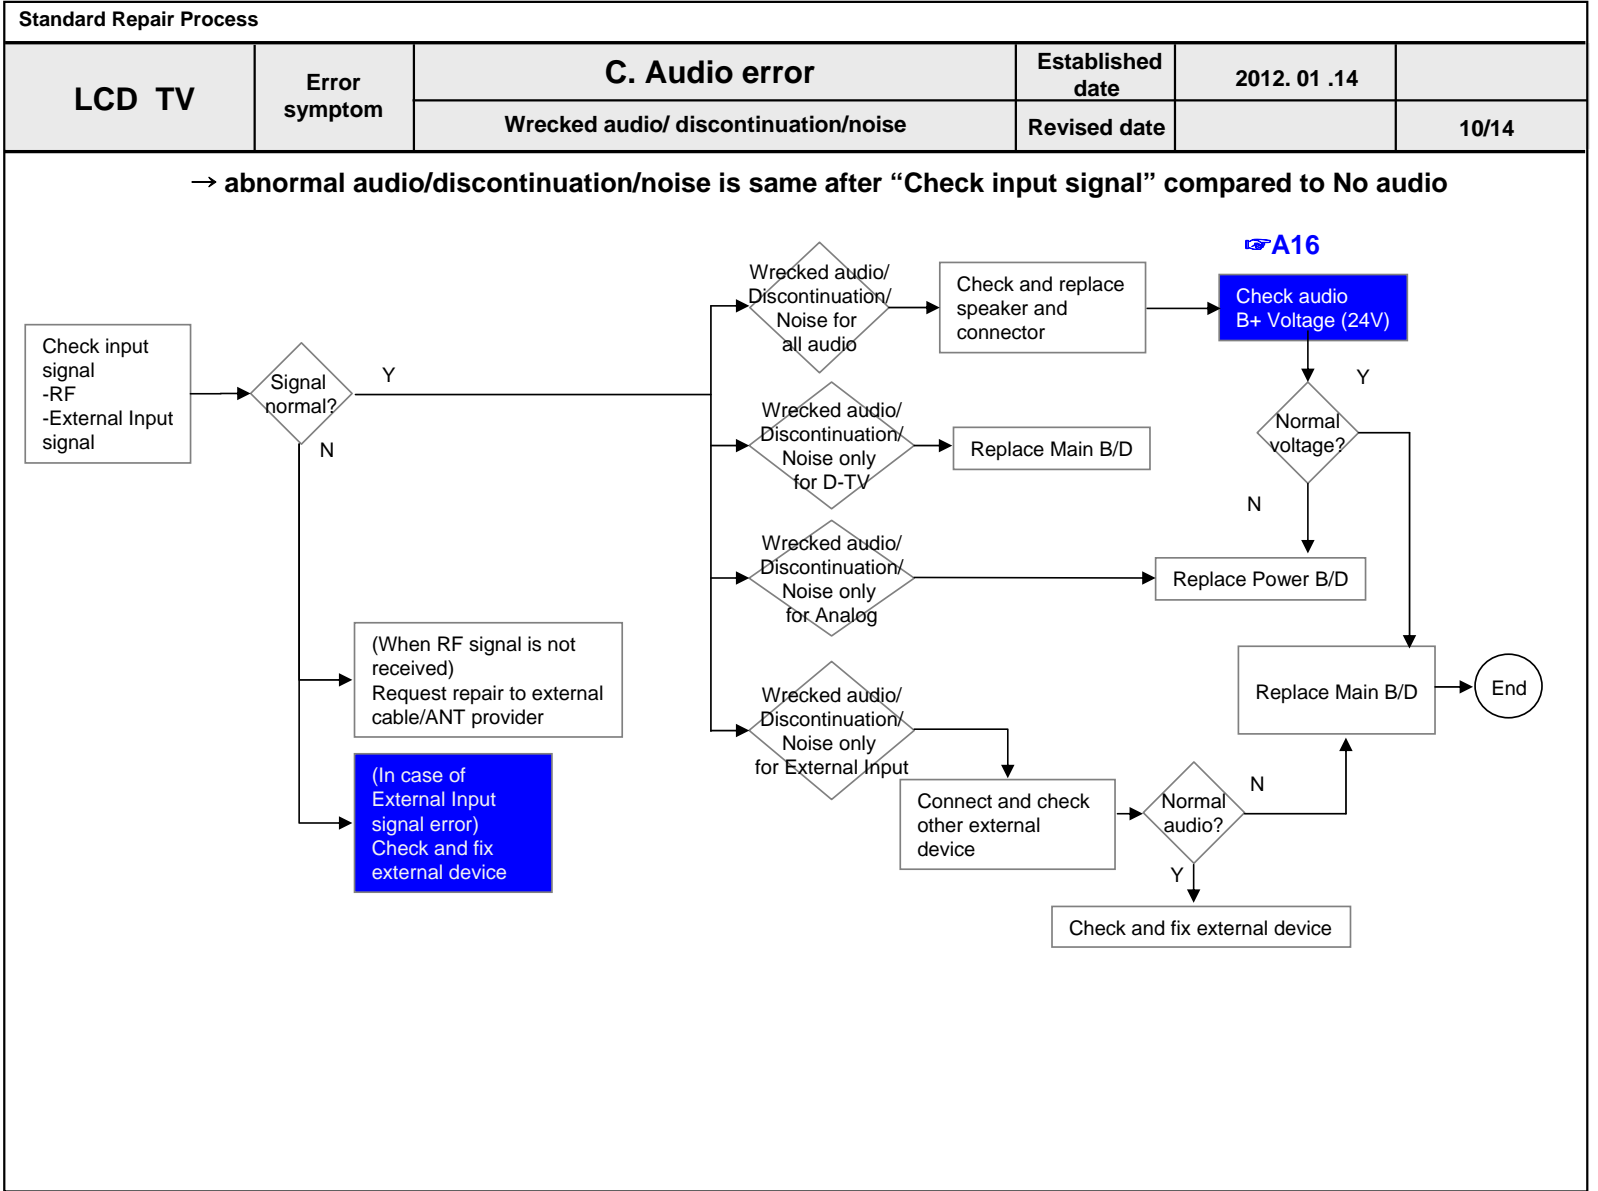 Standard Repair Process
LCD TV
Error
symptom
C. Audio error
Wrecked audio/ discontinuation/noise
Established
date
2012. 01 .14
Revised date
10/14
→ abnormal audio/discontinuation/noise is same after “Check input signal” compared to No audio
☞A16
Check input
signal
-RF
-External Input
signal
Signal
normal?
Y
N
(When RF signal is not
received)
Request repair to external
cable/ANT provider
(In case of
External Input
signal error)
Check and fix
external device
Wrecked audio/
Discontinuation/
Noise for
all audio
Check and replace
speaker and
connector
Check audio
B+ Voltage (24V)
Normal
voltage?
Y
N
Wrecked audio/
Discontinuation/
Noise only
for D-TV
Replace Main B/D
Wrecked audio/
Discontinuation/
Noise only
for Analog
Replace Power B/D
Wrecked audio/
Discontinuation/
Noise only
for External Input
Connect and check
other external
device
Normal
audio?
N
Y
Replace Main B/D
End
Check and fix external device